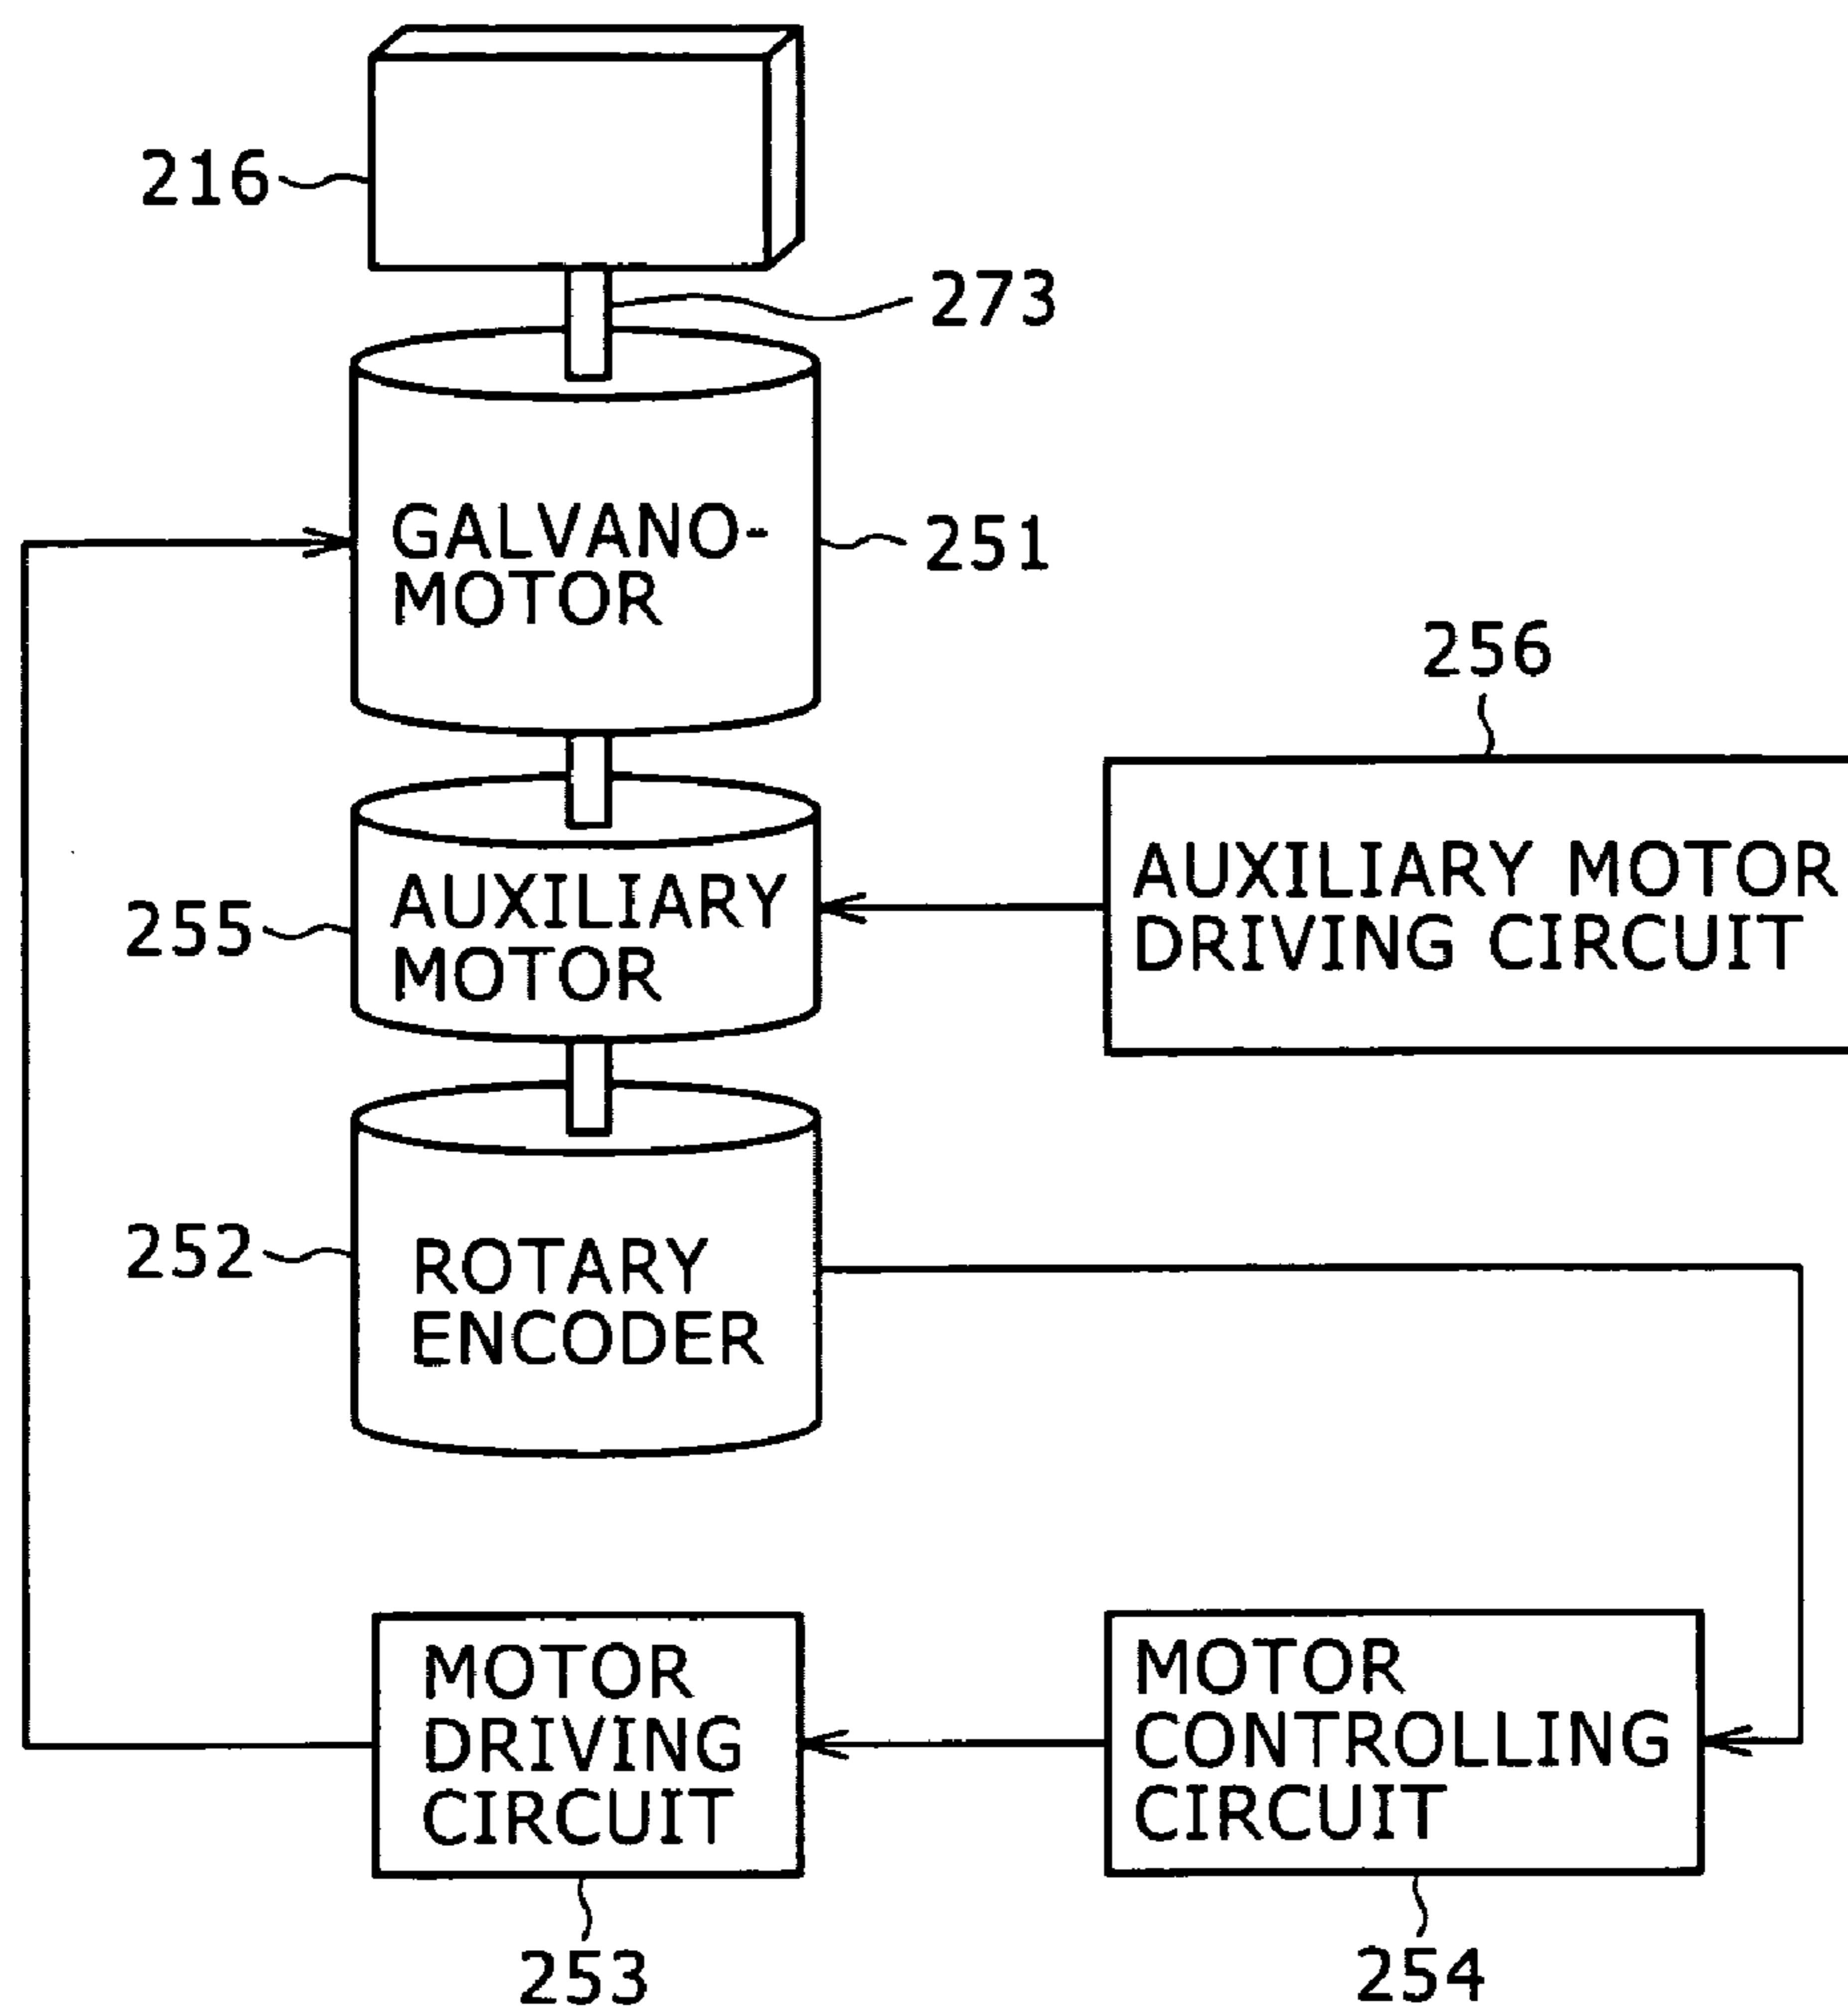 216
273
GALVANO-
MOTOR
251
256
AUXILIARY MOTOR
DRIVING CIRCUIT
AUXILIARY
MOTOR
255
252
ROTARY
ENCODER
MOTOR
DRIVING
CIRCUIT
MOTOR
CONTROLLING
CIRCUIT
253
254